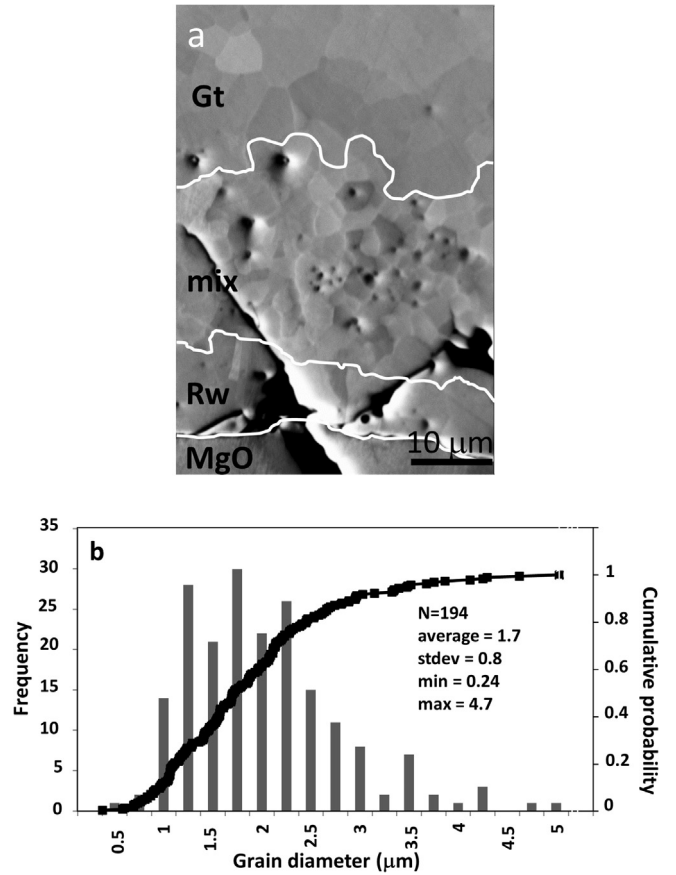 a
Gt
mix
Rw
10 μm
MgO
b
35
30
25
20
15
10
5
0
Frequency
1
0.8
0.6
0.4
0.2
0
Cumulative probability
N=194
average = 1.7
stdev = 0.8
min = 0.24
max = 4.7
0.5 1 1.5 2 2.5 3 3.5 4 4.5 5
Grain diameter (μm)